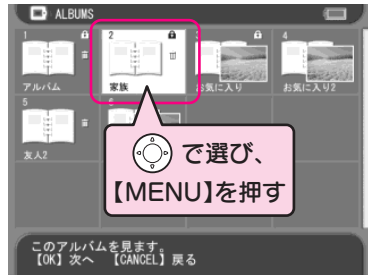 ALBUMS
1
2
3
4
アルバム
家族
お気に入り
お気に入り2
5
友人2
で選び、
【MENU】を押す
このアルバムを見ます。
【OK】次へ 【CANCEL】戻る